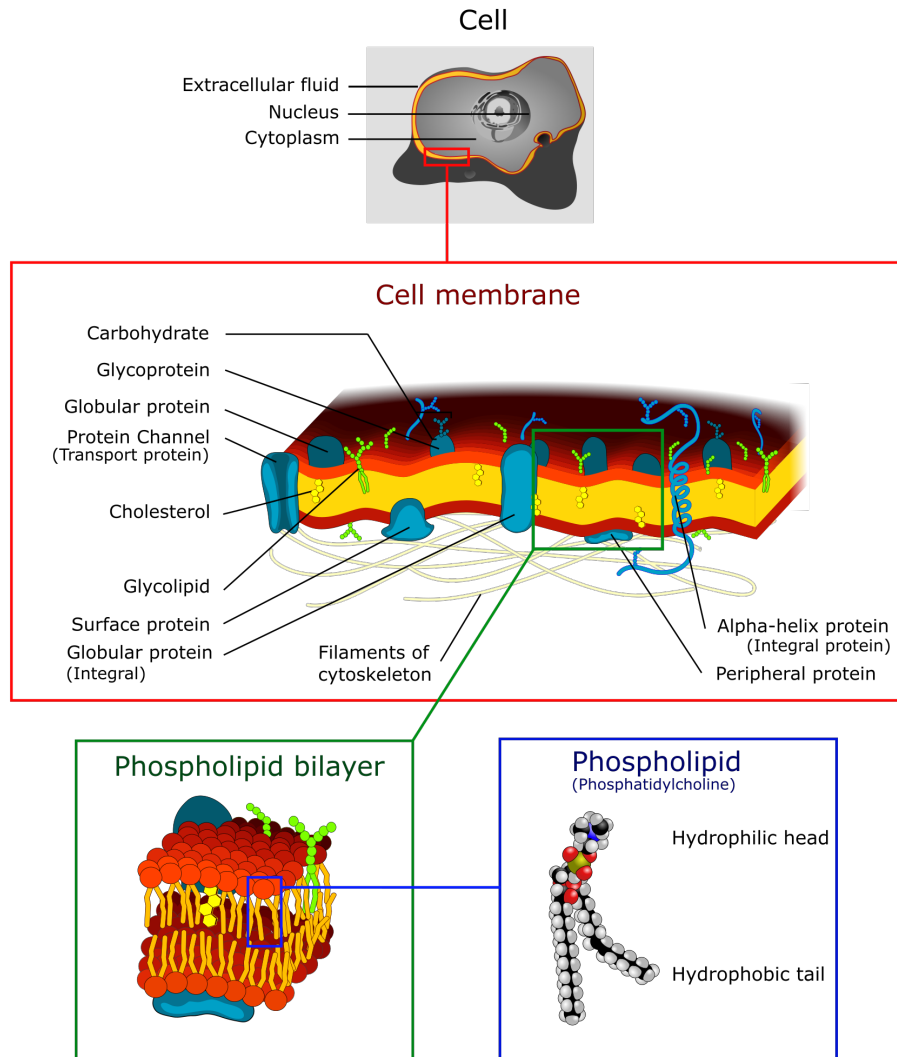 Cell
Extracellular fluid
Nucleus
Cytoplasm
Cell membrane
Carbohydrate
Glycoprotein
Globular protein
Protein Channel
(Transport protein)
Cholesterol
Glycolipid
Surface protein
Globular protein
(Integral)
Filaments of
cytoskeleton
Alpha-helix protein
(Integral protein)
Peripheral protein
Phospholipid bilayer
Phospholipid
(Phosphatidylcholine)
Hydrophilic head
Hydrophobic tail